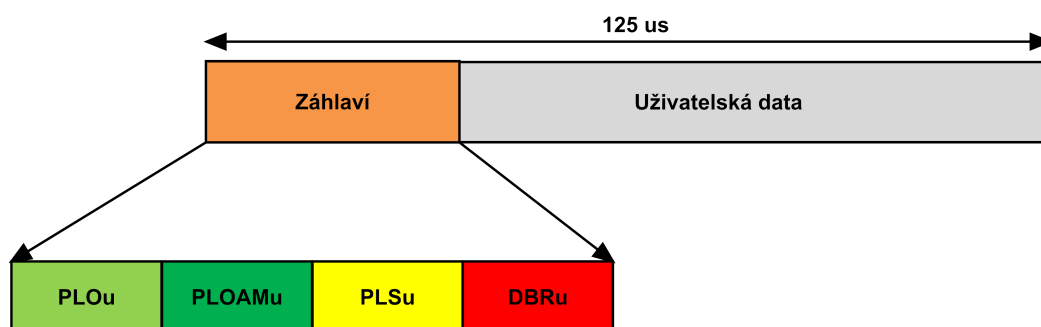 125 us
Záhlaví
Uživatelská data
PLOu
PLOAMu
PLSu
DBRu